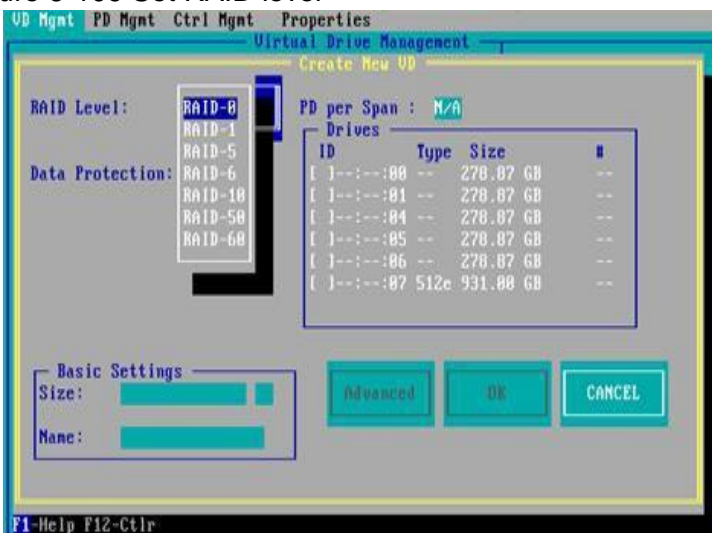 VD Mgmt PD Mgmt Ctrl Mgmt Properties
Virtual Drive Management
Create New VD
RAID Level: RAID-0 PD per Span : N/A
RAID-1
RAID-5
RAID-6
RAID-10
RAID-50
RAID-60
Data Protection:
Drives
ID Type Size #
[ ]--:--:00 -- 278.87 GB --
[ ]--:--:01 -- 278.87 GB --
[ ]--:--:04 -- 278.87 GB --
[ ]--:--:05 -- 278.87 GB --
[ ]--:--:06 -- 278.87 GB --
[ ]--:--:07 512e 931.00 GB --
Basic Settings
Size:
Name:
Advanced OK CANCEL
F1-Help F12-Ctlr